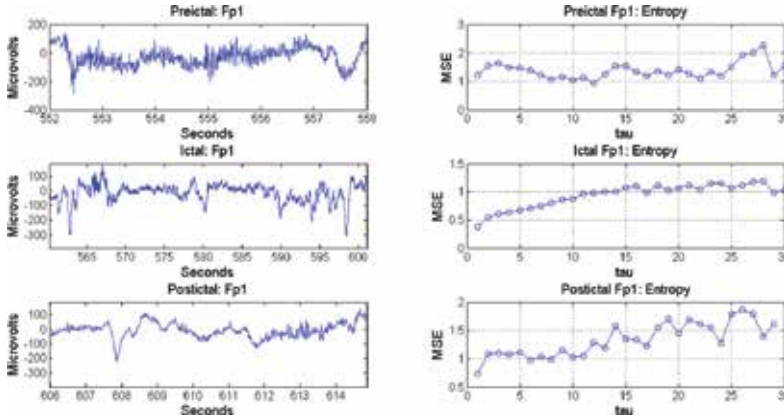 Preictal: Fp1
Microvolts
200
0
-200
-400
552 553 554 555 556 557 558
Seconds
Preictal Fp1: Entropy
MSE
3
2
1
0
0 5 10 15 20 25 30
tau
Ictal: Fp1
Microvolts
100
0
-100
-200
-300
565 570 575 580 585 590 595 600
Seconds
Ictal Fp1: Entropy
MSE
1.5
1
0.5
0
0 5 10 15 20 25 30
tau
Postictal: Fp1
Microvolts
100
0
-100
-200
-300
606 607 608 609 610 611 612 613 614
Seconds
Postictal Fp1: Entropy
MSE
2
1.5
1
0.5
0 5 10 15 20 25 30
tau